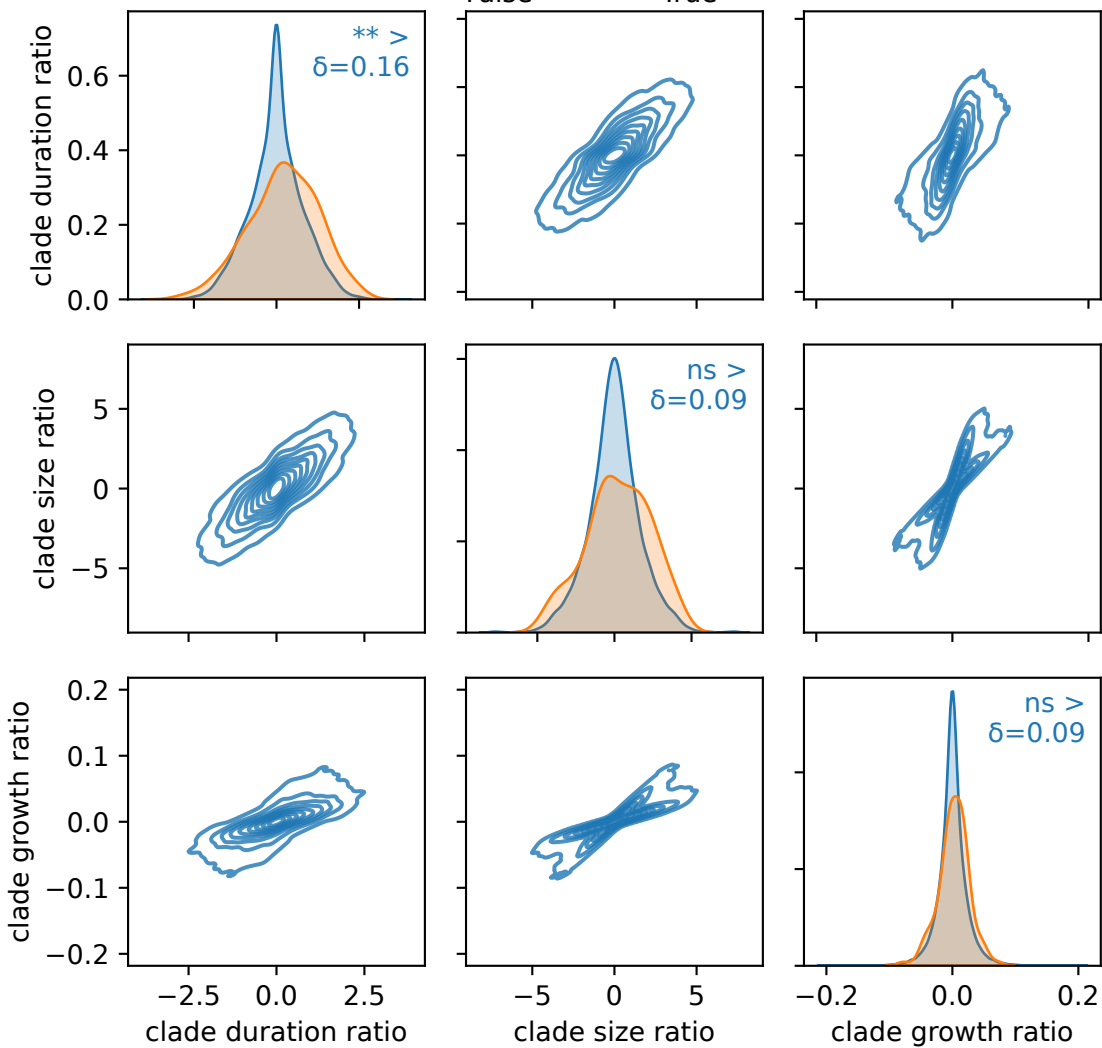 False True
clade duration ratio
0.6
0.4
0.2
0.0
** >
δ=0.16
clade size ratio
5
0
−5
ns >
δ=0.09
clade growth ratio
0.2
0.1
0.0
−0.1
−0.2
ns >
δ=0.09
−2.5 0.0 2.5
−5 0 5
−0.2 0.0 0.2
clade duration ratio
clade size ratio
clade growth ratio